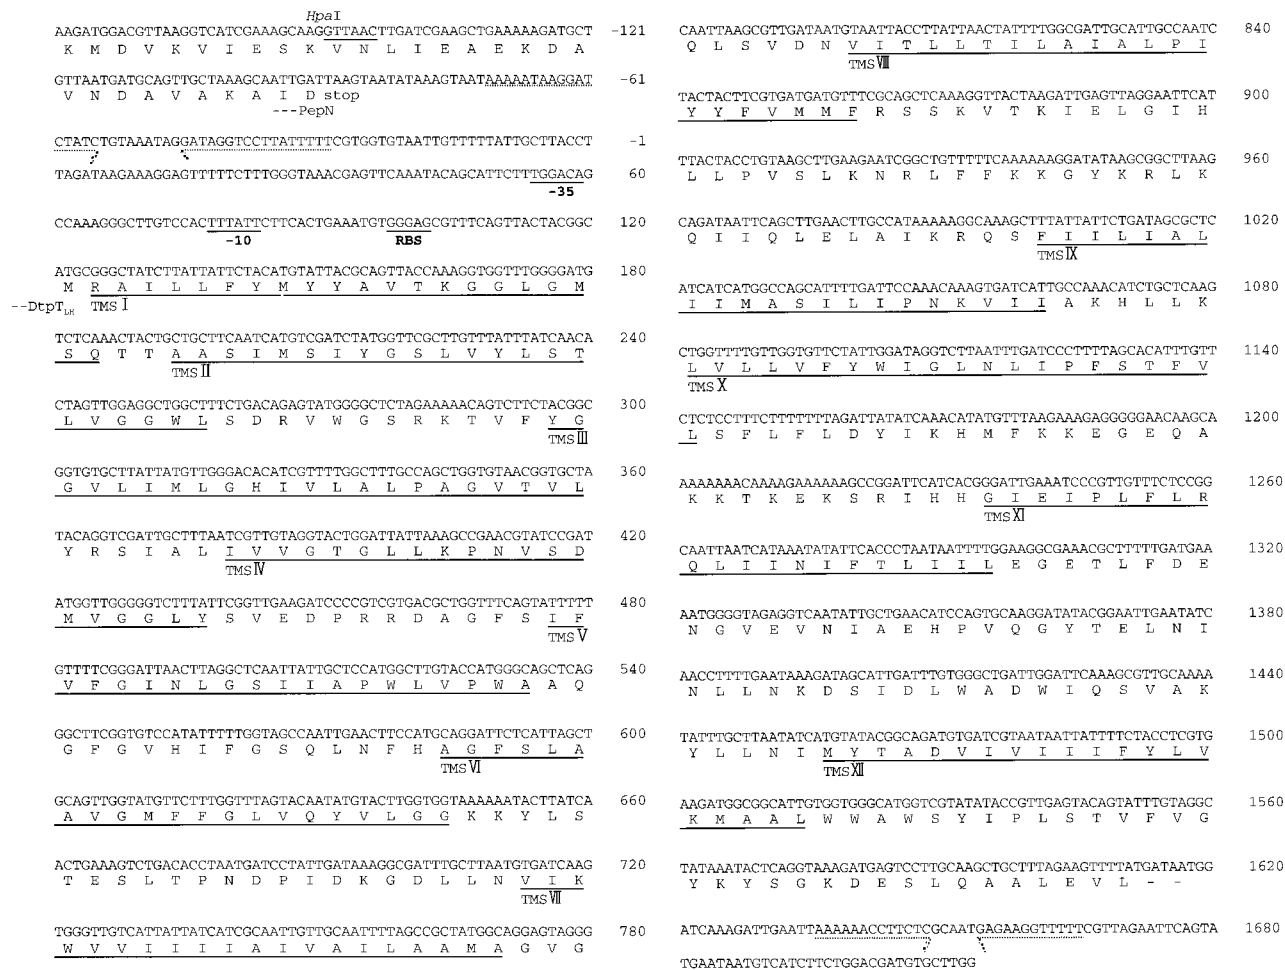 HpaI
AAGATGGACGTTAAGGTCATCGAAAGCAAGGTTAACTTGATCGAAGCTGAAAAAGATGCT -121
K M D V K V I E S K V N L I E A E K D A
GTTAATGATGCAGTTGCTAAAGCAATTGATTAAGTAATATAAAGTAATAAAAATAAGGAT -61
V N D A V A K A I D stop
---PepN
CTATCTGTAAATAGGATAGGTCCTTATTTTTCGTGGTGTAATTGTTTTTATTGCTTACCT -1
TAGATAAGAAAGGAGTTTTTCTTTGGGTAAACGAGTTCAAATACAGCATTCTTTGGACAG 60
-35
CCAAAGGGCTTGTCCACTTTATTCTTCACTGAAATGTGGGAGCGTTTCAGTTACTACGGC 120
-10 RBS
ATGCGGGCTATCTTATTATTCTACATGTATTACGCAGTTACCAAAGGTGGTTTGGGGATG 180
M R A I L L F Y M Y Y A V T K G G L G M
--DtpTLH TMS I
TCTCAAACTACTGCTGCTTCAATCATGTCGATCTATGGTTCGCTTGTTTATTTATCAACA 240
S Q T T A A S I M S I Y G S L V Y L S T
TMS II
CTAGTTGGAGGCTGGCTTTCTGACAGAGTATGGGGCTCTAGAAAAACAGTCTTCTACGGC 300
L V G G W L S D R V W G S R K T V F Y G
TMS III
GGTGTGCTTATTATGTTGGGACACATCGTTTTGGCTTTGCCAGCTGGTGTAACGGTGCTA 360
G V L I M L G H I V L A L P A G V T V L
TACAGGTCGATTGCTTTAATCGTTGTAGGTACTGGATTATTAAAGCCGAACGTATCCGAT 420
Y R S I A L I V V G T G L L K P N V S D
TMS IV
ATGGTTGGGGGTCTTTATTCGGTTGAAGATCCCCGTCGTGACGCTGGTTTCAGTATTTTT 480
M V G G L Y S V E D P R R D A G F S I F
TMS V
GTTTTCGGGATTAACTTAGGCTCAATTATTGCTCCATGGCTTGTACCATGGGCAGCTCAG 540
V F G I N L G S I I A P W L V P W A A Q
GGCTTCGGTGTCCATATTTTTGGTAGCCAATTGAACTTCCATGCAGGATTCTCATTAGCT 600
G F G V H I F G S Q L N F H A G F S L A
TMS VI
GCAGTTGGTATGTTCTTTGGTTTAGTACAATATGTACTTGGTGGTAAAAAATACTTATCA 660
A V G M F F G L V Q Y V L G G K K Y L S
ACTGAAAGTCTGACACCTAATGATCCTATTGATAAAGGCGATTTGCTTAATGTGATCAAG 720
T E S L T P N D P I D K G D L L N V I K
TMS VII
TGGGTTGTCATTATTATCATCGCAATTGTTGCAATTTTAGCCGCTATGGCAGGAGTAGGG 780
W V V I I I I A I V A I L A A M A G V G
CAATTAAGCGTTGATAATGTAATTACCTTATTAACTATTTTGGCGATTGCATTGCCAATC 840
Q L S V D N V I T L L T I L A I A L P I
TMS VIII
TACTACTTCGTGATGATGTTTCGCAGCTCAAAGGTTACTAAGATTGAGTTAGGAATTCAT 900
Y Y F V M M F R S S K V T K I E L G I H
TTACTACCTGTAAGCTTGAAGAATCGGCTGTTTTTCAAAAAAGGATATAAGCGGCTTAAG 960
L L P V S L K N R L F F K K G Y K R L K
CAGATAATTCAGCTTGAACTTGCCATAAAAAGGCAAAGCTTTATTATTCTGATAGCGCTC 1020
Q I I Q L E L A I K R Q S F I I L I A L
TMS IX
ATCATCATGGCCAGCATTTTGATTCCAAACAAAGTGATCATTGCCAAACATCTGCTCAAG 1080
I I M A S I L I P N K V I I A K H L L K
CTGGTTTTGTTGGTGTTCTATTGGATAGGTCTTAATTTGATCCCTTTTAGCACATTTGTT 1140
L V L L V F Y W I G L N L I P F S T F V
TMS X
CTCTCCTTTCTTTTTTTAGATTATATCAAACATATGTTTAAGAAAGAGGGGGAACAAGCA 1200
L S F L F L D Y I K H M F K K E G E Q A
AAAAAAACAAAAGAAAAAAGCCGGATTCATCACGGGATTGAAATCCCGTTGTTTCTCCGG 1260
K K T K E K S R I H H G I E I P L F L R
TMS XI
CAATTAATCATAAATATATTCACCCTAATAATTTTGGAAGGCGAAACGCTTTTTGATGAA 1320
Q L I I N I F T L I I L E G E T L F D E
AATGGGGTAGAGGTCAATATTGCTGAACATCCAGTGCAAGGATATACGGAATTGAATATC 1380
N G V E V N I A E H P V Q G Y T E L N I
AACCTTTTGAATAAAGATAGCATTGATTTGTGGGCTGATTGGATTCAAAGCGTTGCAAAA 1440
N L L N K D S I D L W A D W I Q S V A K
TATTTGCTTAATATCATGTATACGGCAGATGTGATCGTAATAATTATTTTCTACCTCGTG 1500
Y L L N I M Y T A D V I V I I I F Y L V
TMS XII
AAGATGGCGGCATTGTGGTGGGCATGGTCGTATATACCGTTGAGTACAGTATTTGTAGGC 1560
K M A A L W W A W S Y I P L S T V F V G
TATAAATACTCAGGTAAAGATGAGTCCTTGCAAGCTGCTTTAGAAGTTTTATGATAATGG 1620
Y K Y S G K D E S L Q A A L E V L - -
ATCAAAGATTGAATTAAAAAACCTTCTCGCAATGAGAAGGTTTTTCGTTAGAATTCAGTA 1680
TGAATAATGTCATCTTCTGGACGATGTGCTTGG